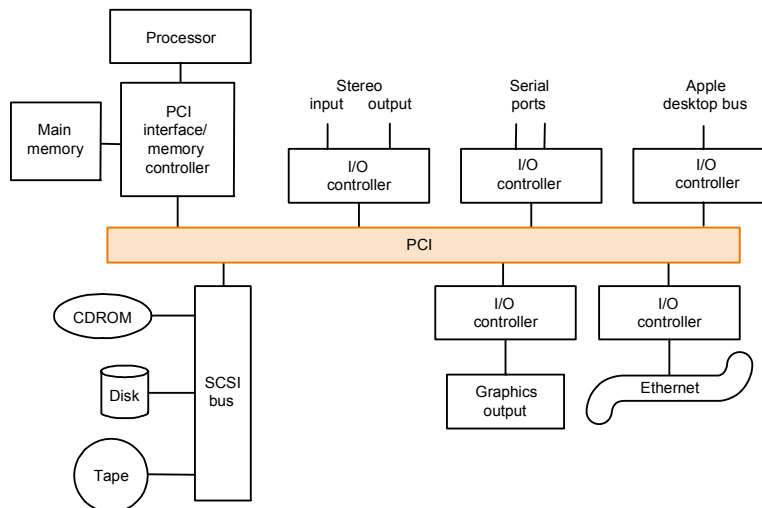 Processor
PCI
interface/
memory
controller
Main
memory
Stereo
input output
I/O
controller
Serial
ports
I/O
controller
Apple
desktop bus
I/O
controller
PCI
CDROM
Disk
Tape
SCSI
bus
I/O
controller
Graphics
output
I/O
controller
Ethernet